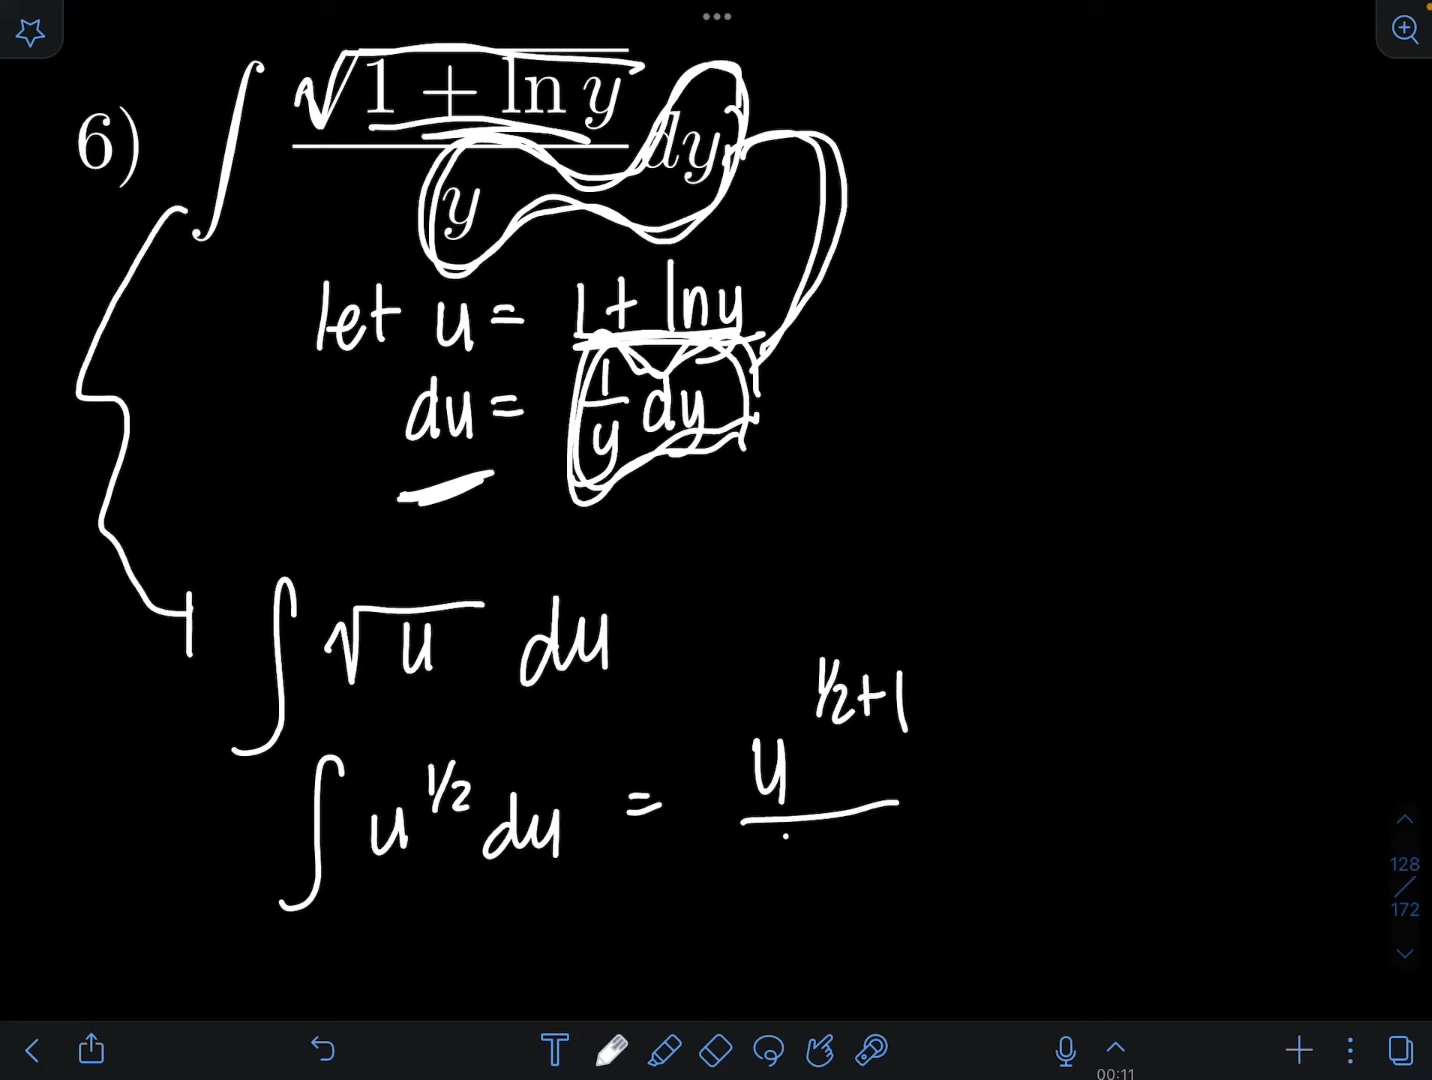 6) ∫ √(1 + ln y) / y dy
let u = 1 + ln y
du = 1/y dy
∫ √u du
∫ u^1/2 du = u^1/2+1
128
172
T
00:11